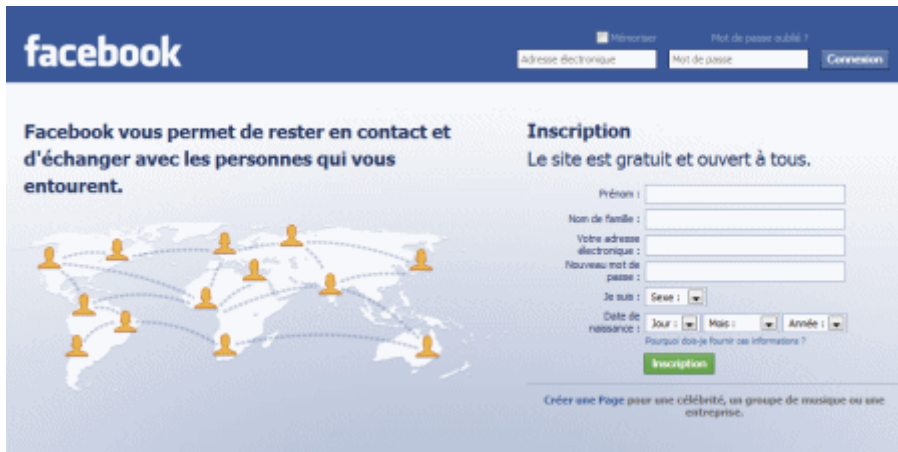 facebook
Mémoriser
Mot de passe oublié ?
Adresse électronique
Mot de passe
Connexion
Facebook vous permet de rester en contact et
d'échanger avec les personnes qui vous
entourent.
Inscription
Le site est gratuit et ouvert à tous.
Prénom :
Nom de famille :
Votre adresse
électronique :
Nouveau mot de
passe :
Je suis : Sexe :
Date de
naissance :
Jour : Mois : Année :
Pourquoi dois-je fournir ces informations ?
Inscription
Créer une Page pour une célébrité, un groupe de musique ou une
entreprise.